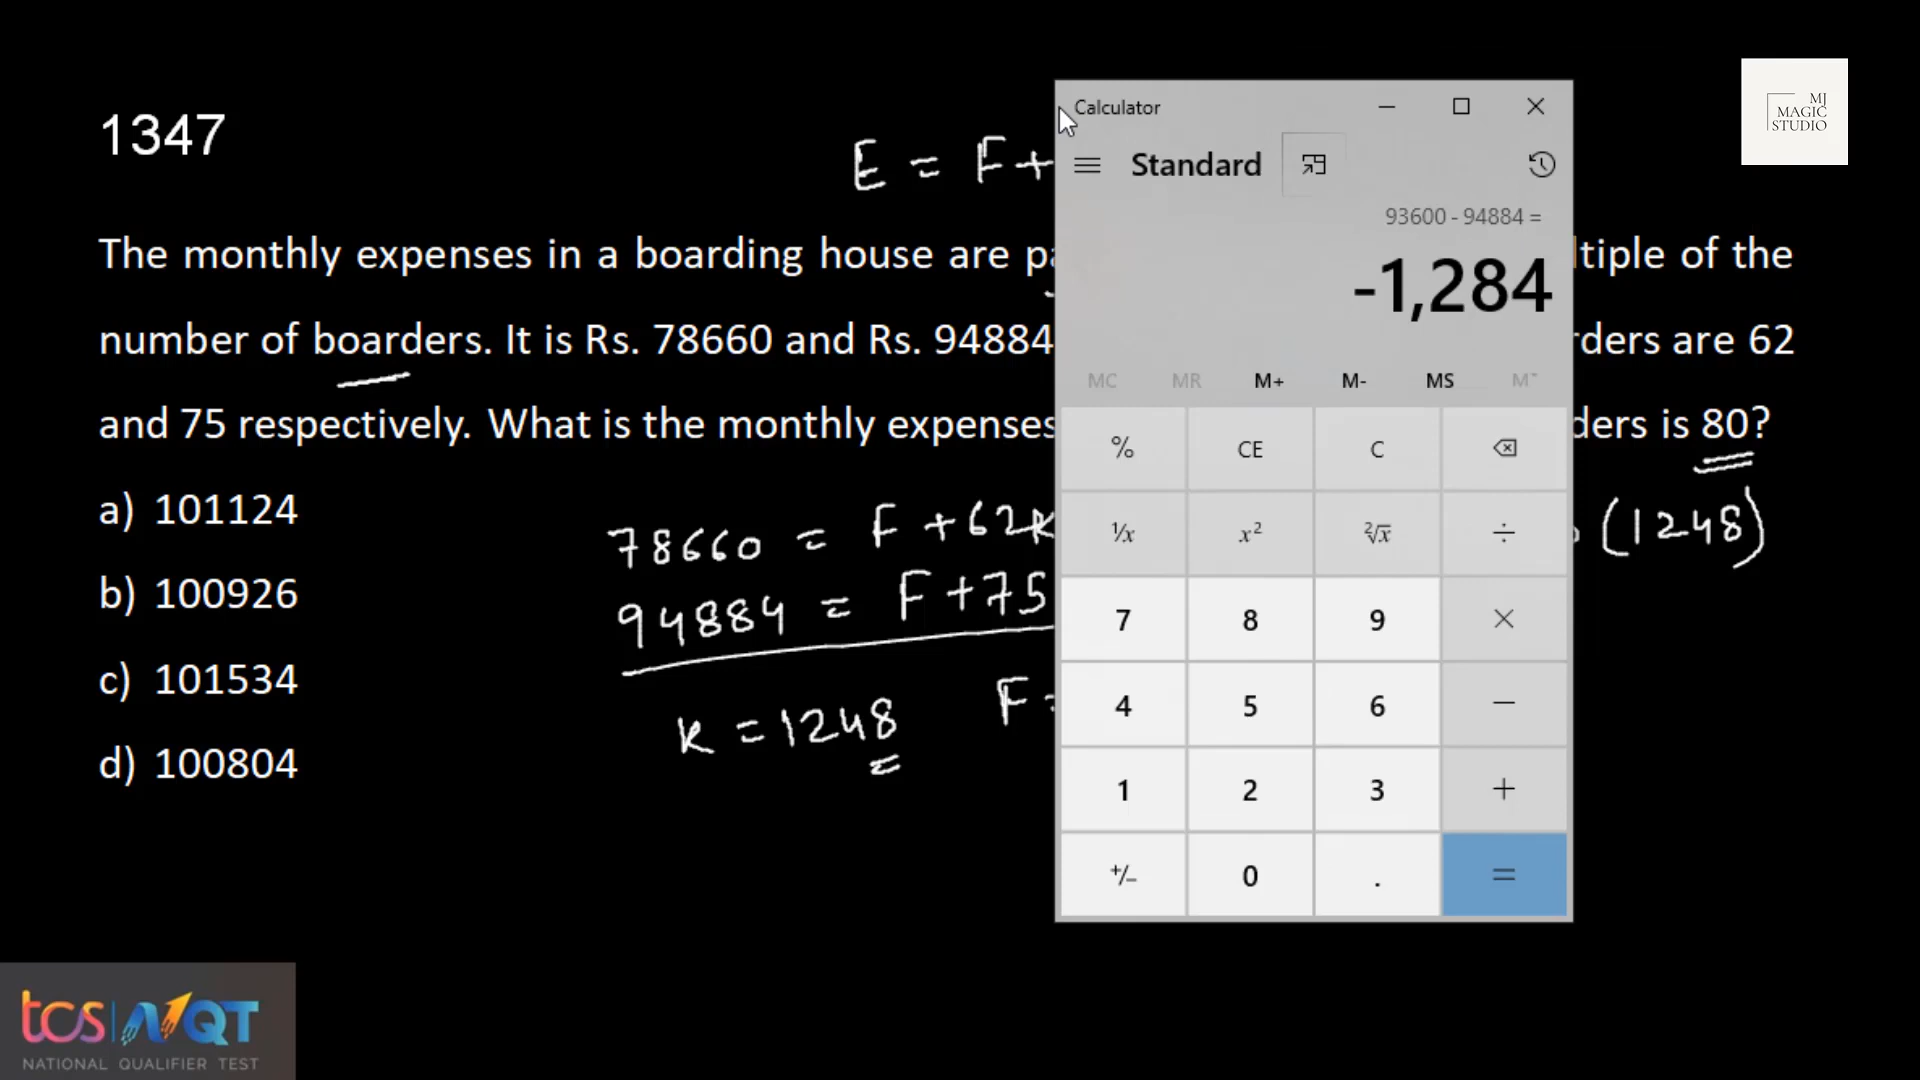 1347
MJ
MAGIC
STUDIO
E = F+
Calculator
Standard
93600 - 94884 =
-1,284
The monthly expenses in a boarding house are ltiple of the
number of boarders. It is Rs. 78660 and Rs. 94884 rders are 62
and 75 respectively. What is the monthly expenses ders is 80?
MC MR M+ M- MS M˅
% CE C
¹/x x² ²√x ÷
7 8 9 ×
4 5 6 −
1 2 3 +
+/− 0 . =
a) 101124
b) 100926
c) 101534
d) 100804
78660 = F + 62k
94884 = F + 75
(1248)
k = 1248
F =
tcs NQT
NATIONAL QUALIFIER TEST